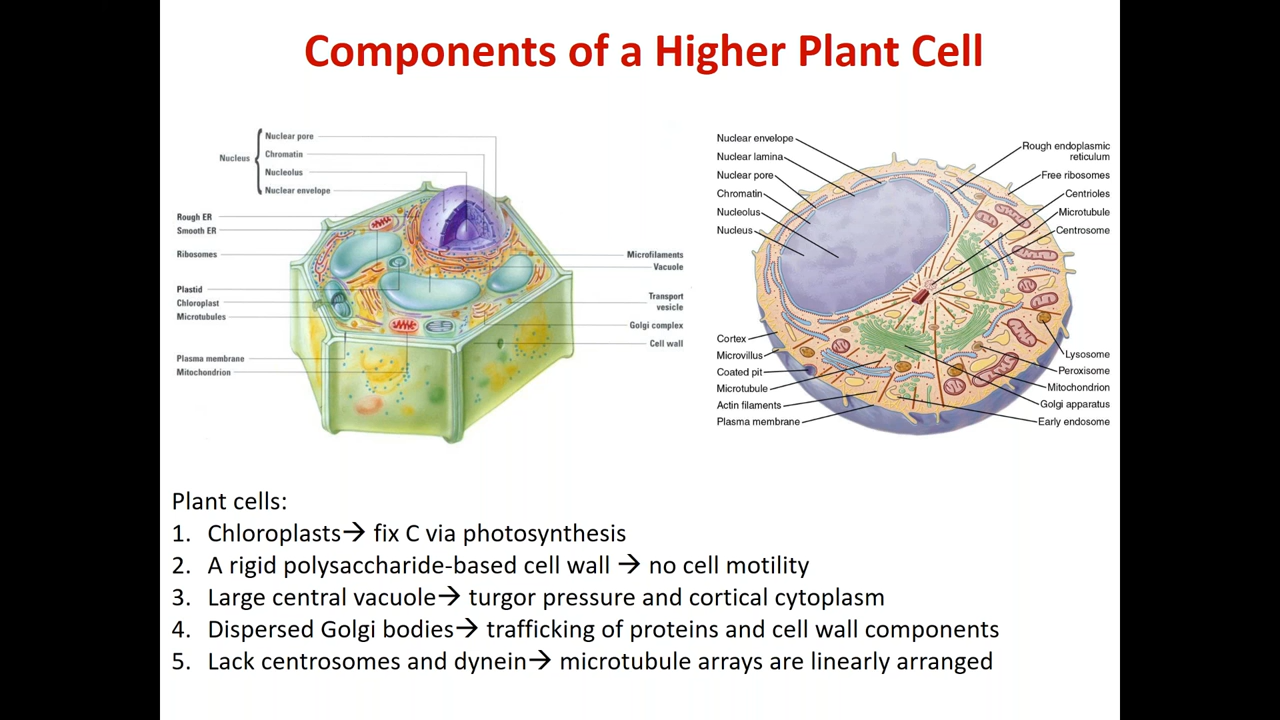 Components of a Higher Plant Cell
Nucleus
Nuclear pore
Chromatin
Nucleolus
Nuclear envelope
Rough ER
Smooth ER
Ribosomes
Plastid
Chloroplast
Microtubules
Plasma membrane
Mitochondrion
Microfilaments
Vacuole
Transport
vesicle
Golgi complex
Cell wall
Nuclear envelope
Nuclear lamina
Nuclear pore
Chromatin
Nucleolus
Nucleus
Cortex
Microvillus
Coated pit
Microtubule
Actin filaments
Plasma membrane
Rough endoplasmic
reticulum
Free ribosomes
Centrioles
Microtubule
Centrosome
Lysosome
Peroxisome
Mitochondrion
Golgi apparatus
Early endosome
Plant cells:
1. Chloroplasts→ fix C via photosynthesis
2. A rigid polysaccharide-based cell wall → no cell motility
3. Large central vacuole→ turgor pressure and cortical cytoplasm
4. Dispersed Golgi bodies→ trafficking of proteins and cell wall components
5. Lack centrosomes and dynein→ microtubule arrays are linearly arranged